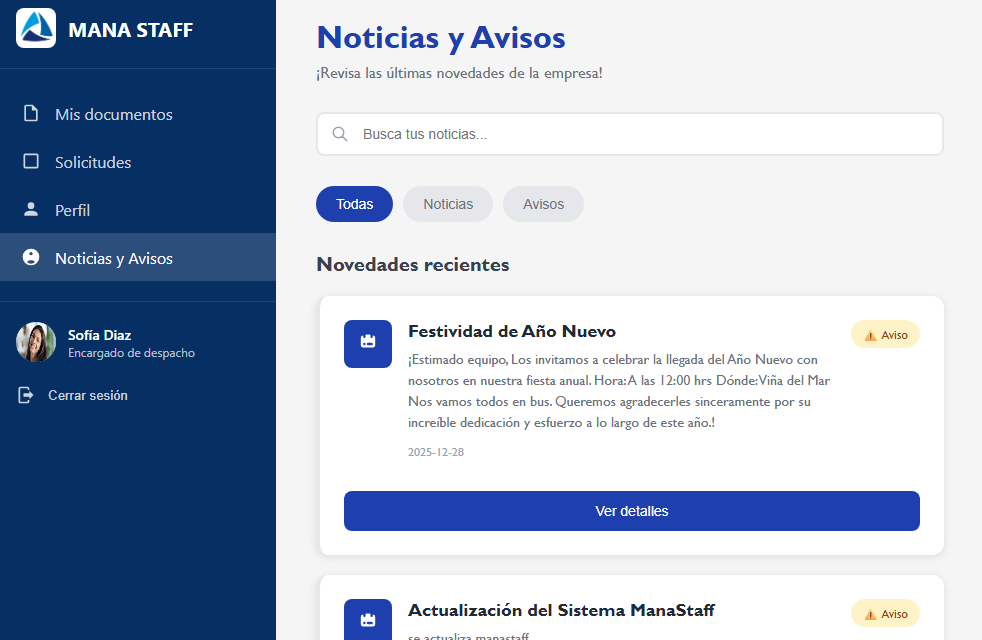 MANA STAFF
Mis documentos
Solicitudes
Perfil
Noticias y Avisos
Sofía Diaz
Encargado de despacho
Cerrar sesión
Noticias y Avisos
¡Revisa las últimas novedades de la empresa!
Busca tus noticias...
Todas
Noticias
Avisos
Novedades recientes
Festividad de Año Nuevo
Aviso
¡Estimado equipo, Los invitamos a celebrar la llegada del Año Nuevo con
nosotros en nuestra fiesta anual. Hora: A las 12:00 hrs Dónde: Viña del Mar
Nos vamos todos en bus. Queremos agradecerles sinceramente por su
increíble dedicación y esfuerzo a lo largo de este año.!
2025-12-28
Ver detalles
Actualización del Sistema ManaStaff
Aviso
se actualiza manastaff